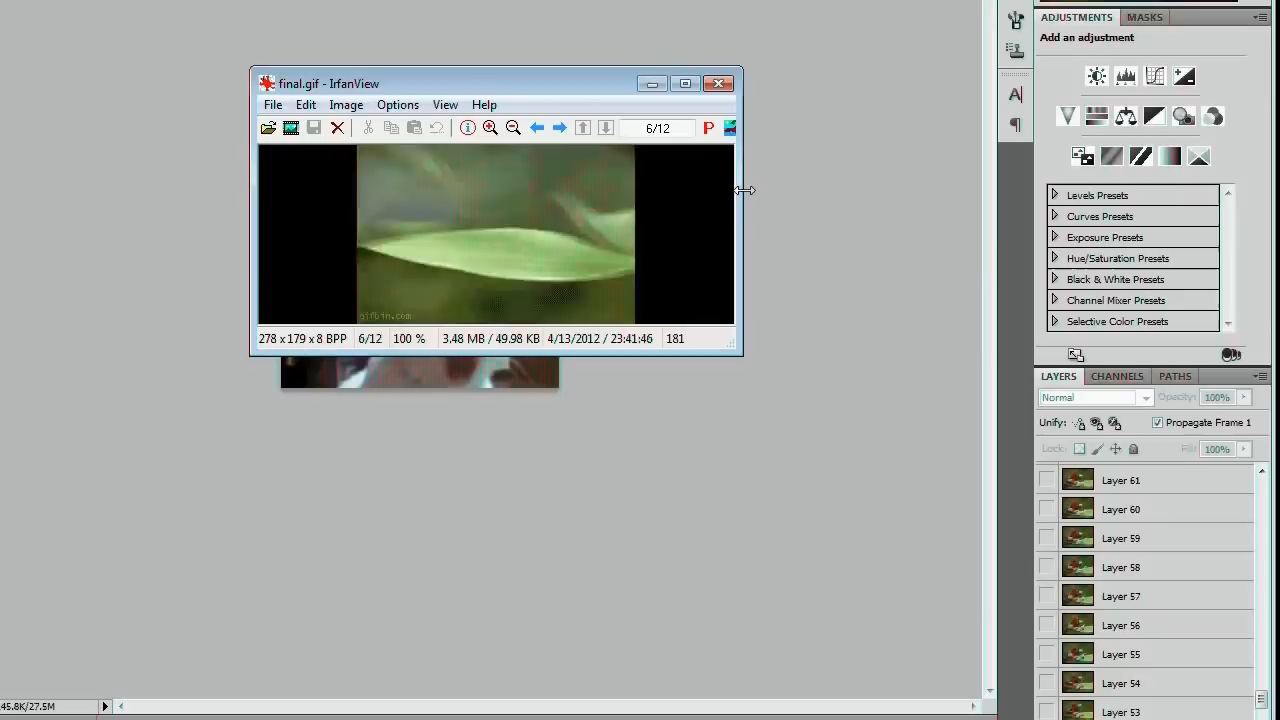 ADJUSTMENTS MASKS
Add an adjustment
final.gif - IrfanView
File Edit Image Options View Help
6/12
P
A
Levels Presets
Curves Presets
Exposure Presets
Hue/Saturation Presets
Black & White Presets
Channel Mixer Presets
Selective Color Presets
giftin.com
278 x 179 x 8 BPP 6/12 100 % 3.48 MB / 49.98 KB 4/13/2012 / 23:41:46 181
LAYERS CHANNELS PATHS
Normal Opacity: 100%
Unify: Propagate Frame 1
Lock: Fill: 100%
Layer 61
Layer 60
Layer 59
Layer 58
Layer 57
Layer 56
Layer 55
Layer 54
Layer 53
45.8K/27.5M